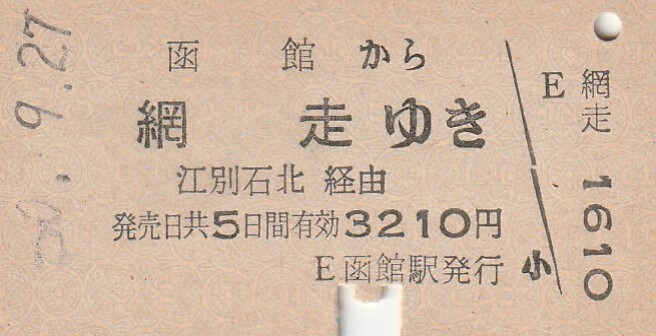 函館から
網走ゆき
江別石北 経由
発売日共5日間有効3210円
E函館駅発行
小
E 網走
1610
9.27